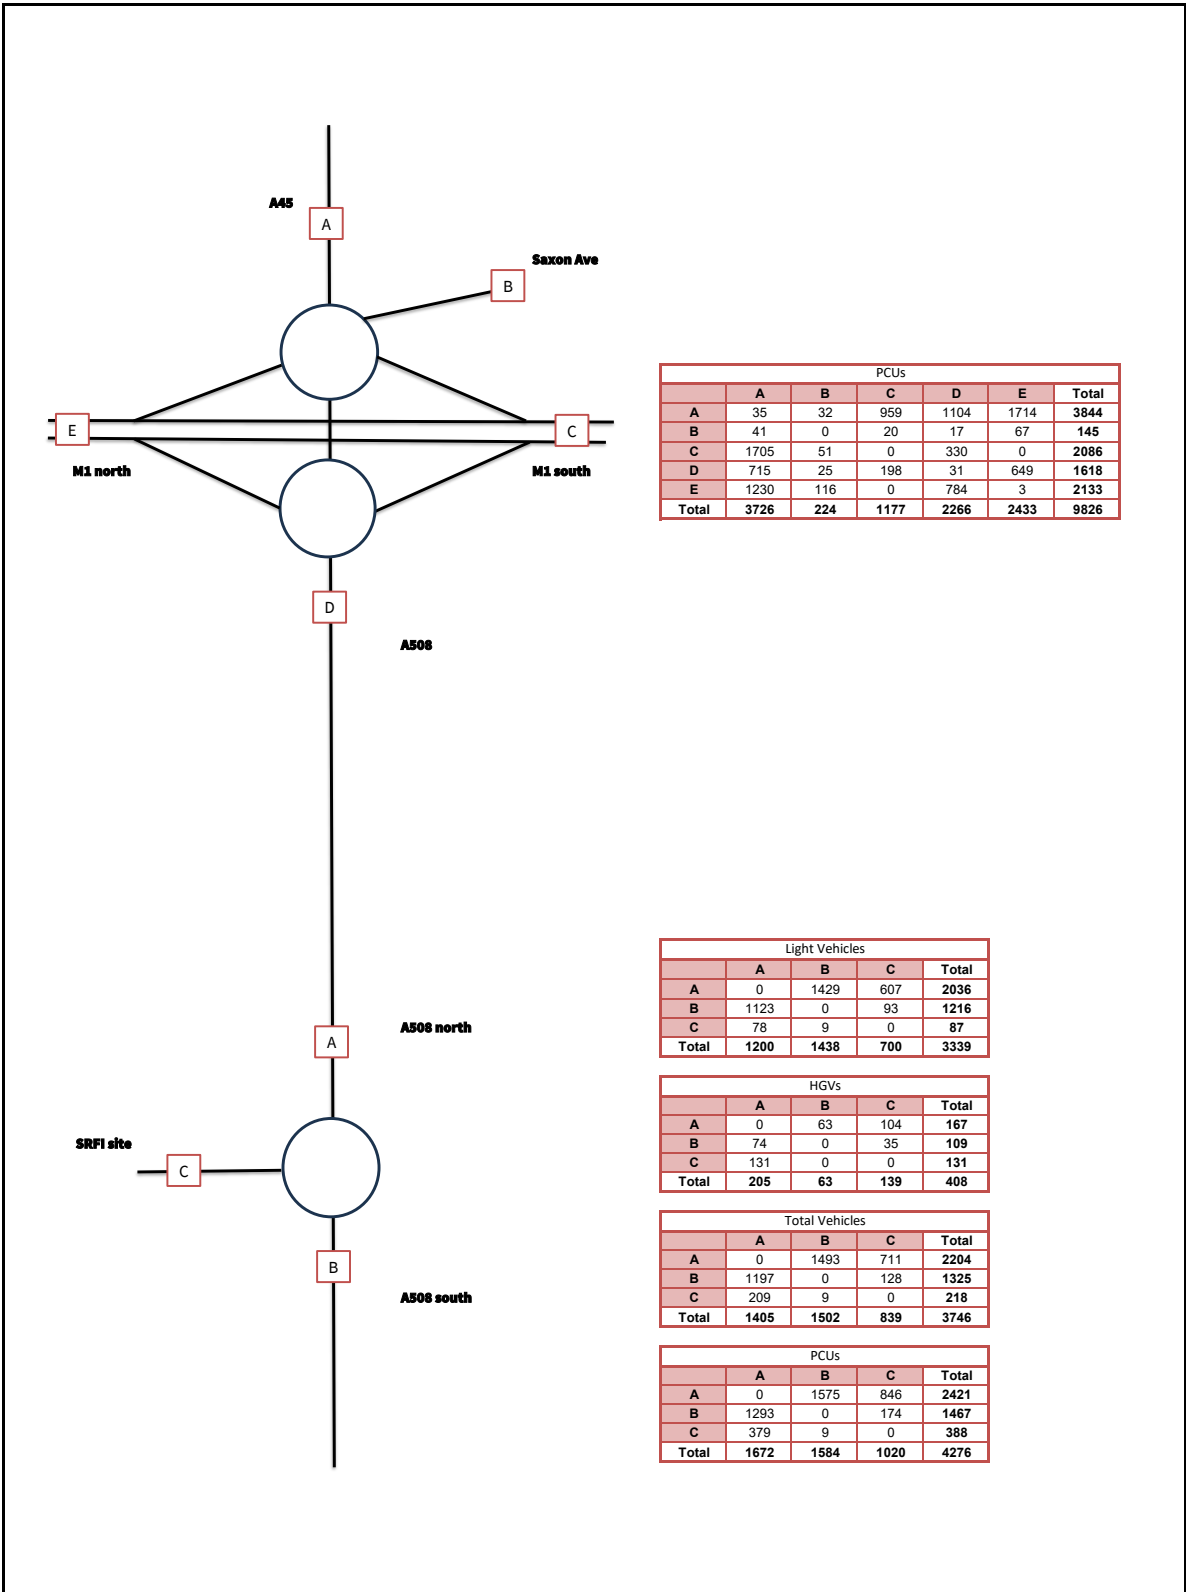 A45
A
Saxon Ave
B
E
C
M1 north
M1 south
D
A508
PCUs
A B C D E Total
A 35 32 959 1104 1714 3844
B 41 0 20 17 67 145
C 1705 51 0 330 0 2086
D 715 25 198 31 649 1618
E 1230 116 0 784 3 2133
Total 3726 224 1177 2266 2433 9826
A508 north
A
SRFI site
C
B
A508 south
Light Vehicles
A B C Total
A 0 1429 607 2036
B 1123 0 93 1216
C 78 9 0 87
Total 1200 1438 700 3339
HGVs
A B C Total
A 0 63 104 167
B 74 0 35 109
C 131 0 0 131
Total 205 63 139 408
Total Vehicles
A B C Total
A 0 1493 711 2204
B 1197 0 128 1325
C 209 9 0 218
Total 1405 1502 839 3746
PCUs
A B C Total
A 0 1575 846 2421
B 1293 0 174 1467
C 379 9 0 388
Total 1672 1584 1020 4276